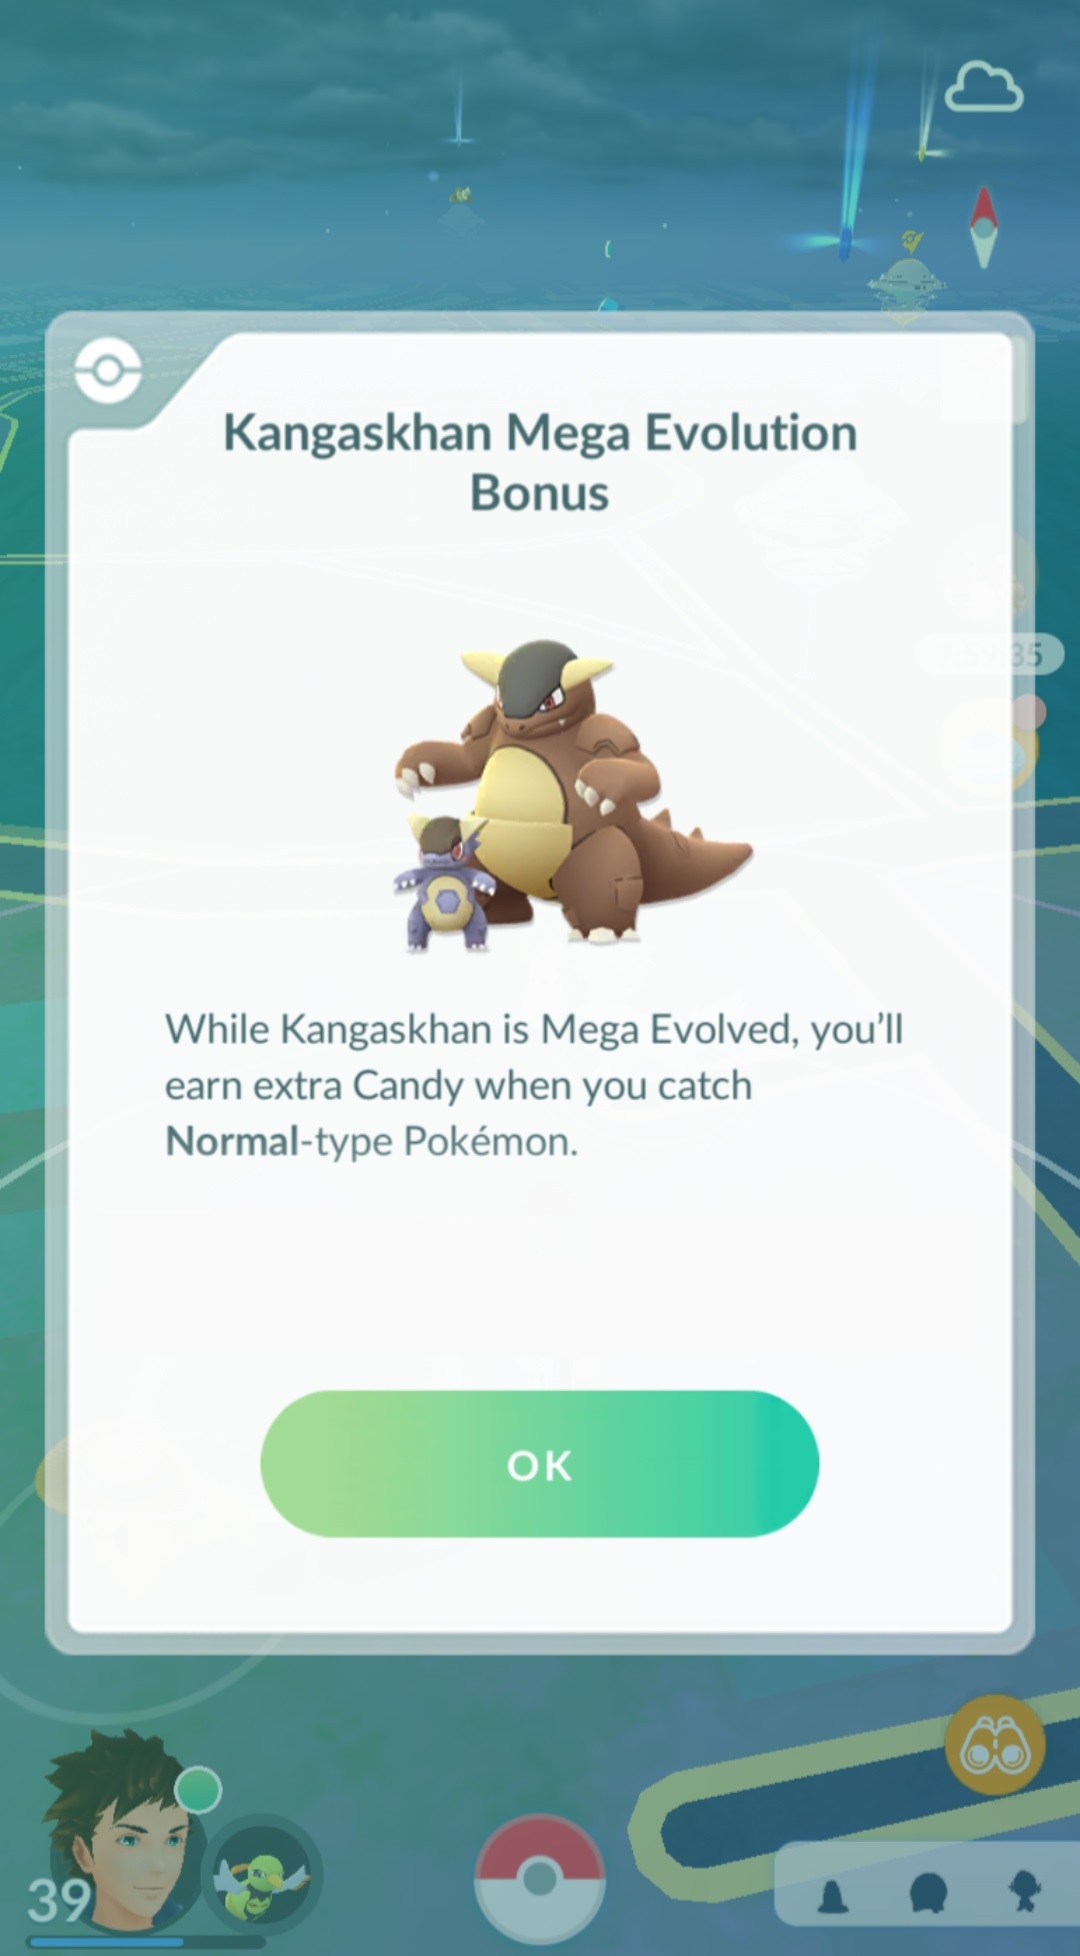 Kangaskhan Mega Evolution
Bonus
35
While Kangaskhan is Mega Evolved, you'll
earn extra Candy when you catch
Normal-type Pokémon.
OK
39